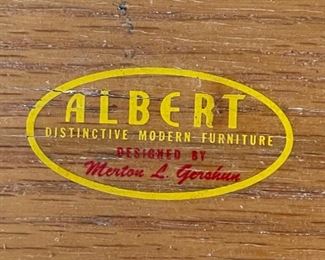 ALBERT
DISTINCTIVE MODERN FURNITURE
DESIGNED BY
Merton L. Gershun